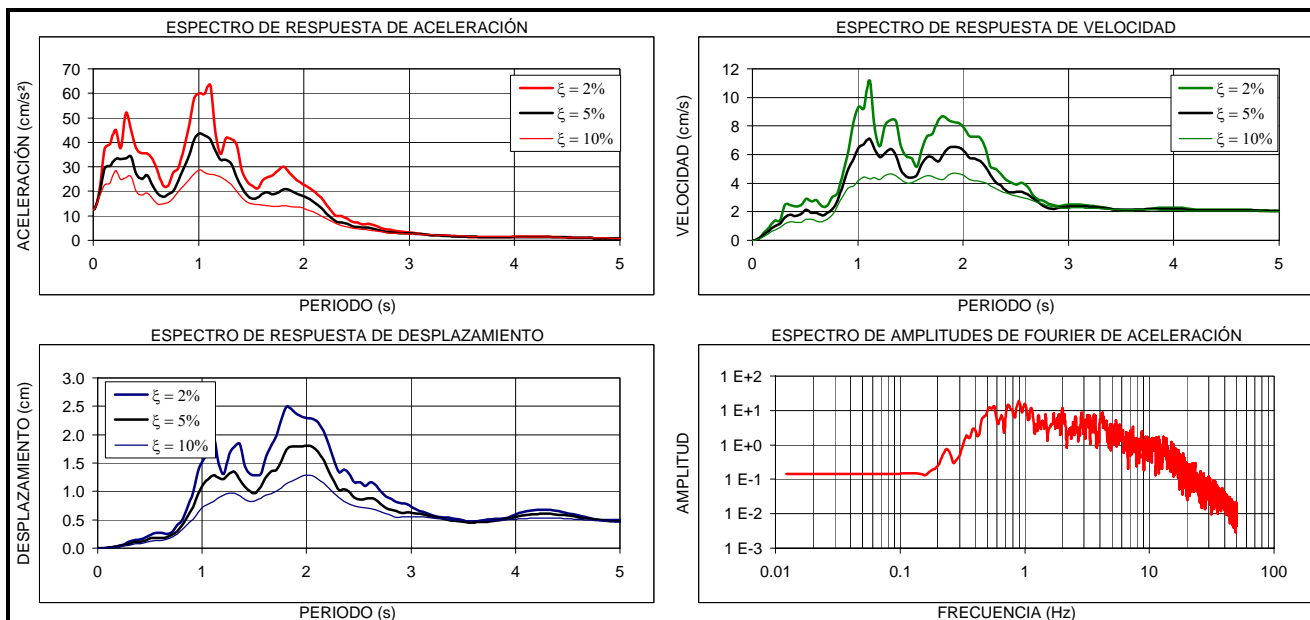 ESPECTRO DE RESPUESTA DE ACELERACIÓN
ACELERACIÓN (cm/s²)
70
60
50
40
30
20
10
0
0 1 2 3 4 5
PERIODO (s)
ξ = 2%
ξ = 5%
ξ = 10%
ESPECTRO DE RESPUESTA DE VELOCIDAD
VELOCIDAD (cm/s)
12
10
8
6
4
2
0
0 1 2 3 4 5
PERIODO (s)
ξ = 2%
ξ = 5%
ξ = 10%
ESPECTRO DE RESPUESTA DE DESPLAZAMIENTO
DESPLAZAMIENTO (cm)
3.0
2.5
2.0
1.5
1.0
0.5
0.0
0 1 2 3 4 5
PERIODO (s)
ξ = 2%
ξ = 5%
ξ = 10%
ESPECTRO DE AMPLITUDES DE FOURIER DE ACELERACIÓN
AMPLITUD
1 E+2
1 E+1
1 E+0
1 E-1
1 E-2
1 E-3
0.01 0.1 1 10 100
FRECUENCIA (Hz)